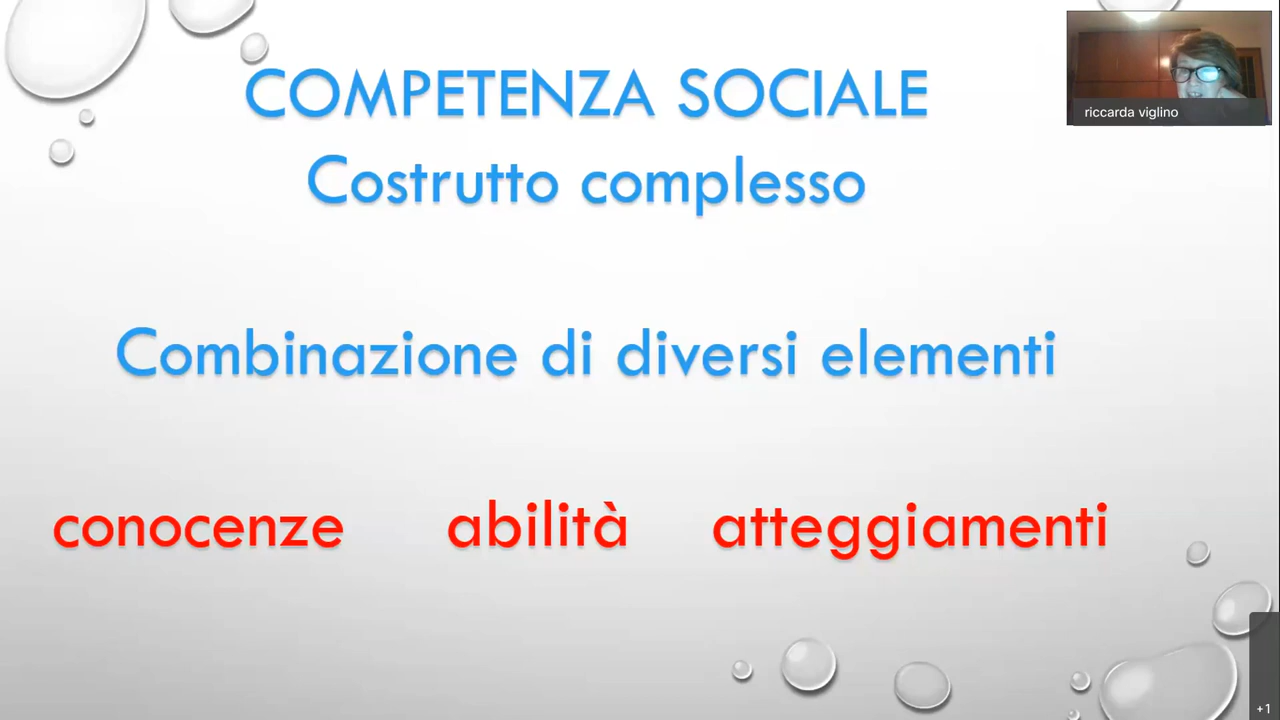 COMPETENZA SOCIALE
Costrutto complesso
Combinazione di diversi elementi
conocenze abilità atteggiamenti
riccarda viglino
+1